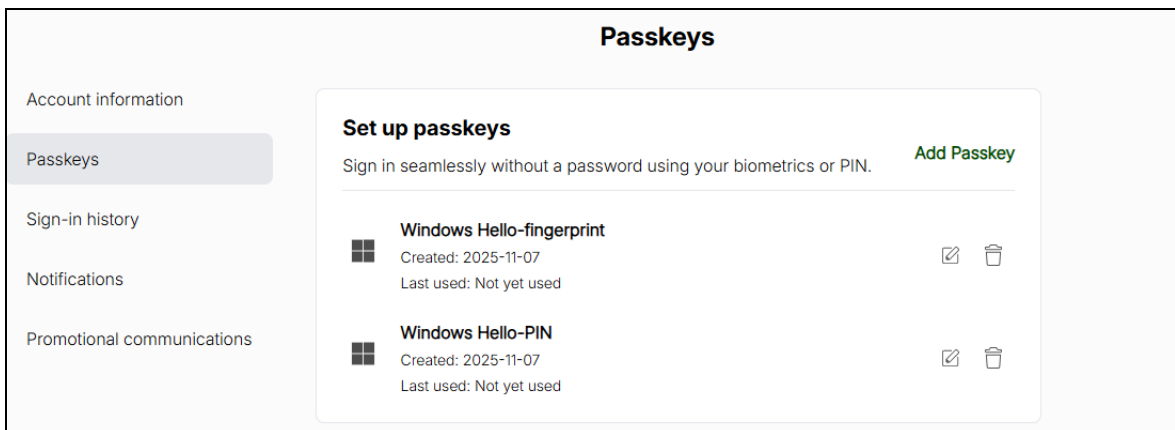 Passkeys
Account information
Passkeys
Sign-in history
Notifications
Promotional communications
Set up passkeys
Sign in seamlessly without a password using your biometrics or PIN.
Add Passkey
Windows Hello-fingerprint
Created: 2025-11-07
Last used: Not yet used
Windows Hello-PIN
Created: 2025-11-07
Last used: Not yet used